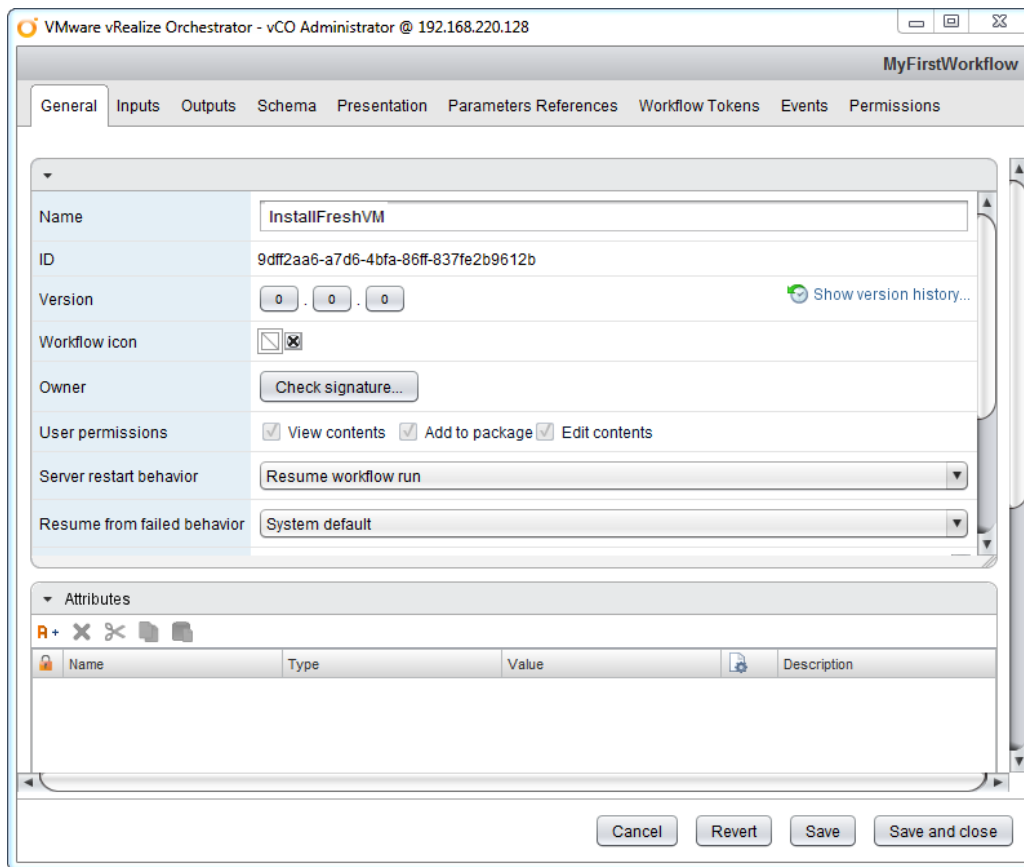 VMware vRealize Orchestrator - vCO Administrator @ 192.168.220.128
MyFirstWorkflow
General Inputs Outputs Schema Presentation Parameters References Workflow Tokens Events Permissions
Name InstallFreshVM
ID 9dff2aa6-a7d6-4bfa-86ff-837fe2b9612b
Version 0 . 0 . 0 Show version history...
Workflow icon
Owner Check signature...
User permissions View contents Add to package Edit contents
Server restart behavior Resume workflow run
Resume from failed behavior System default
Attributes
A+
Name Type Value Description
Cancel Revert Save Save and close